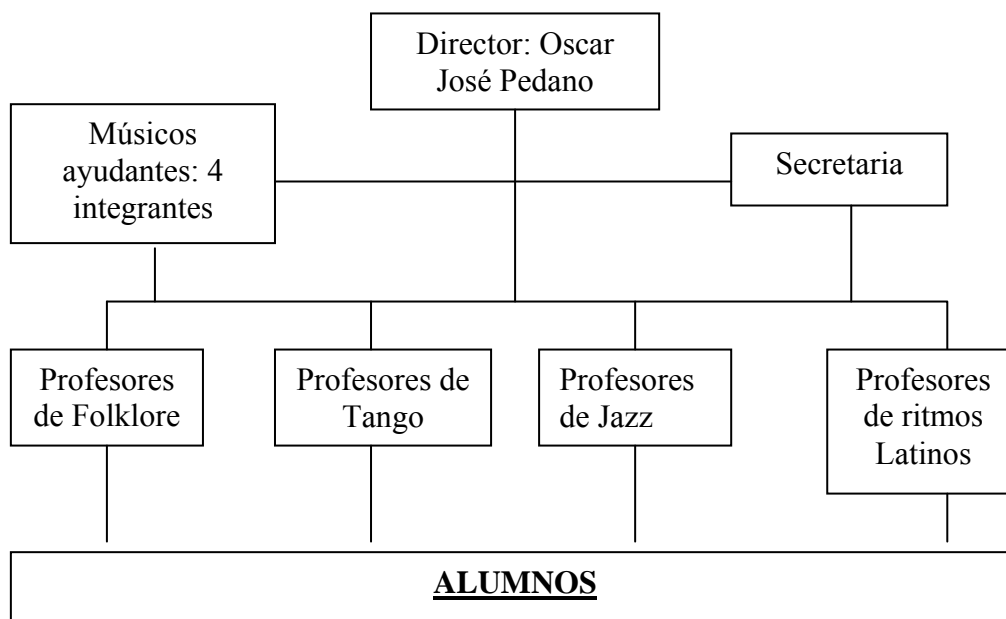 Director: Oscar
José Pedano
Músicos
ayudantes: 4
integrantes
Secretaria
Profesores
de Folklore
Profesores de
Tango
Profesores
de Jazz
Profesores
de ritmos
Latinos
ALUMNOS